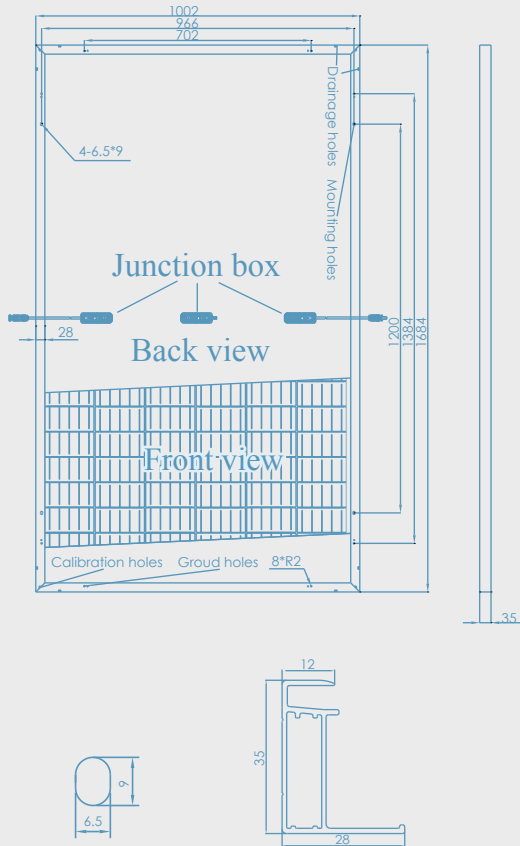 1002
966
702
Drainage holes
Mounting holes
4-6.5*9
Junction box
28
Back view
1200
1384
1684
Front view
Calibration holes
Groud holes
8*R2
35
12
35
9
6.5
28